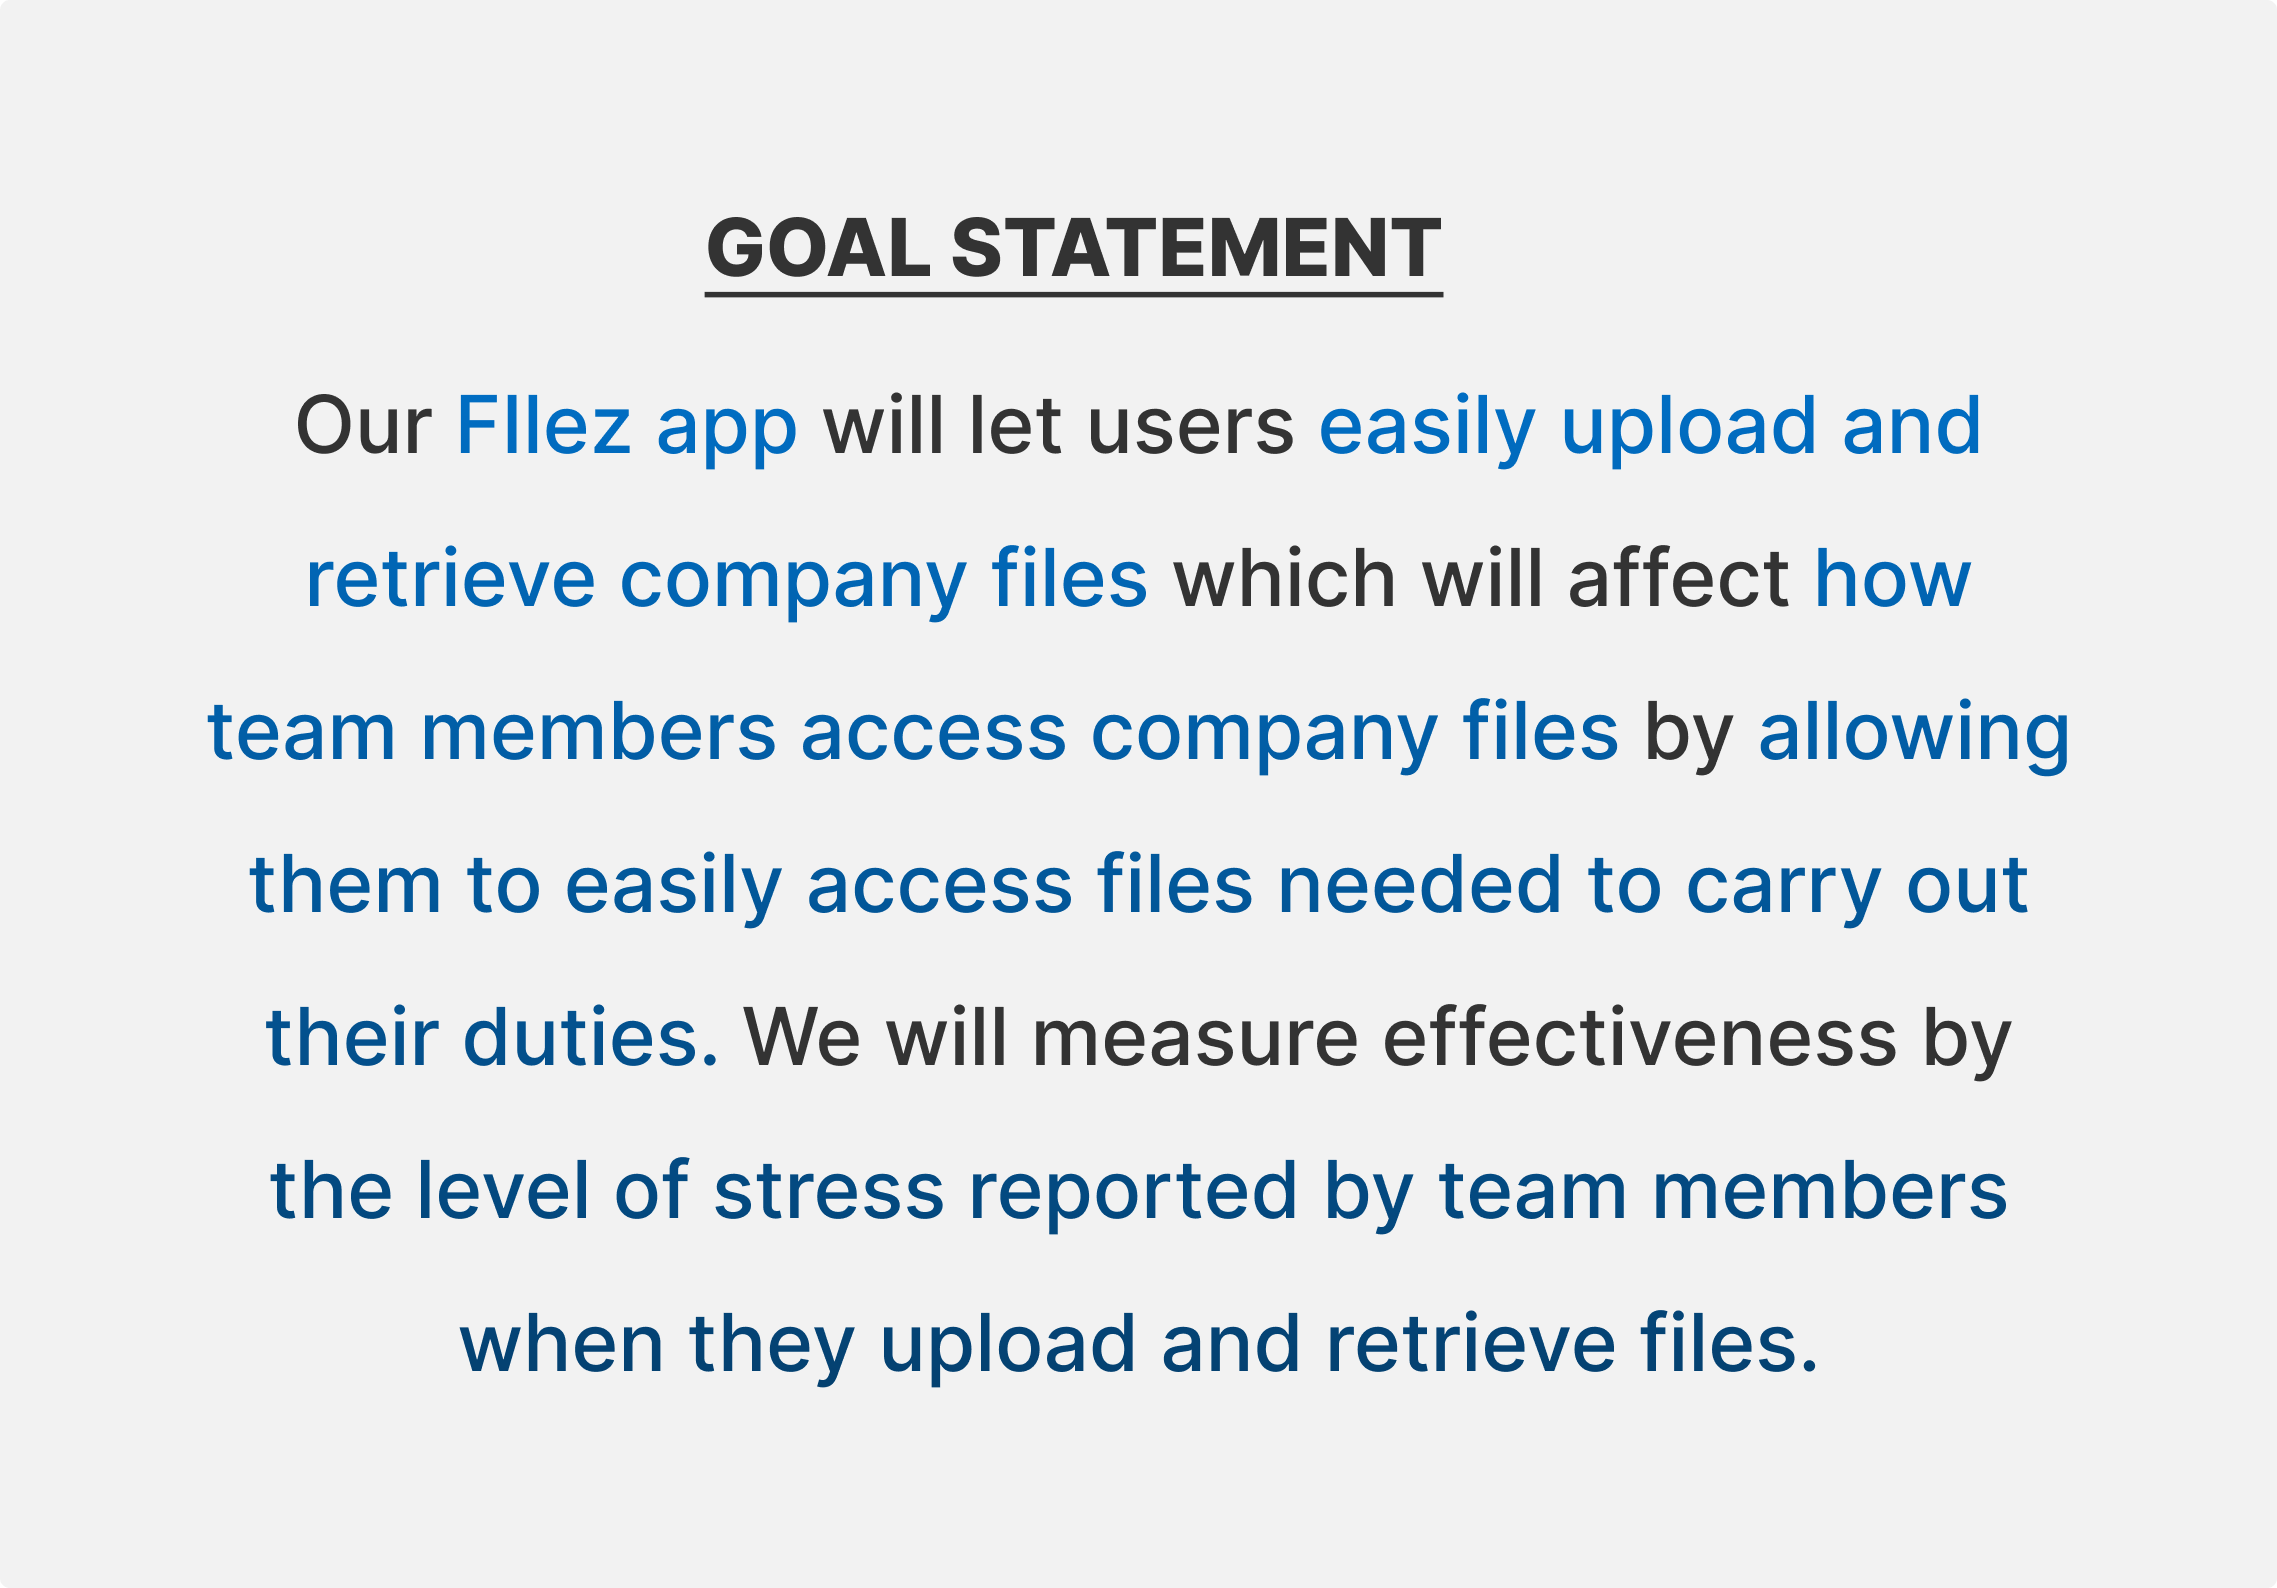 GOAL STATEMENT
Our FIlez app will let users easily upload and
retrieve company files which will affect how
team members access company files by allowing
them to easily access files needed to carry out
their duties. We will measure effectiveness by
the level of stress reported by team members
when they upload and retrieve files.